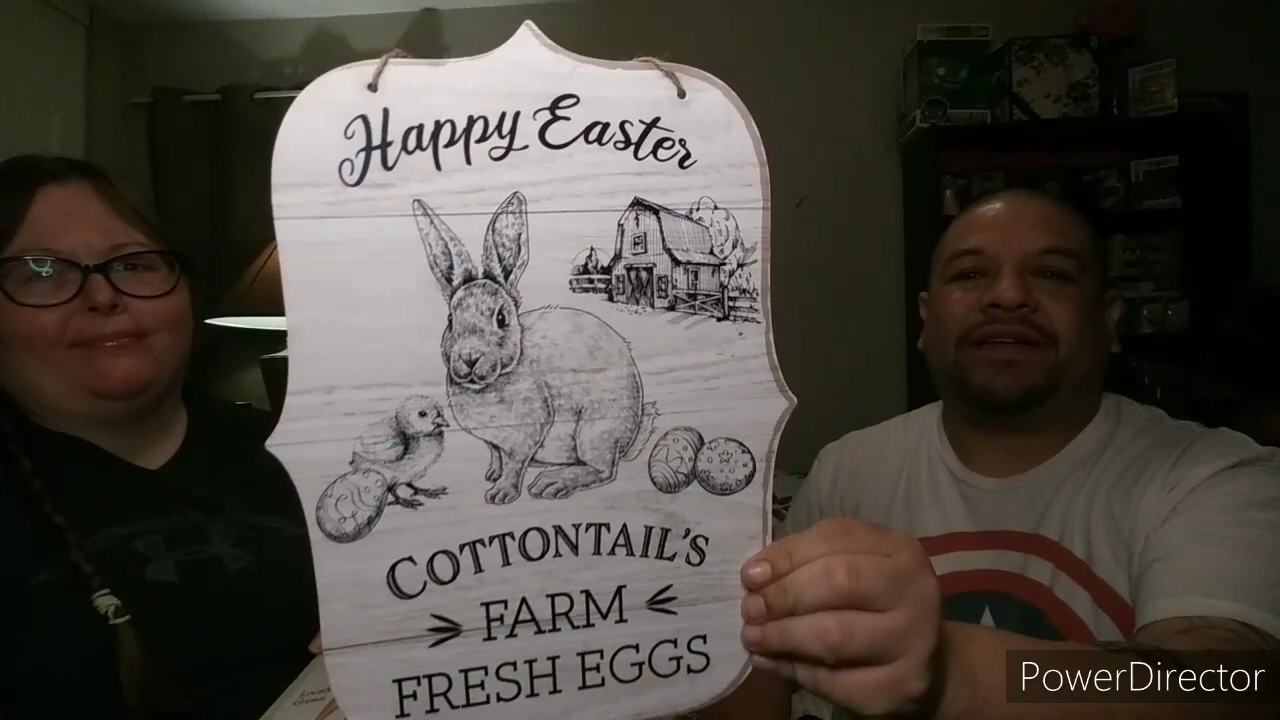 Happy Easter
COTTONTAIL'S
FARM
FRESH EGGS
PowerDirector